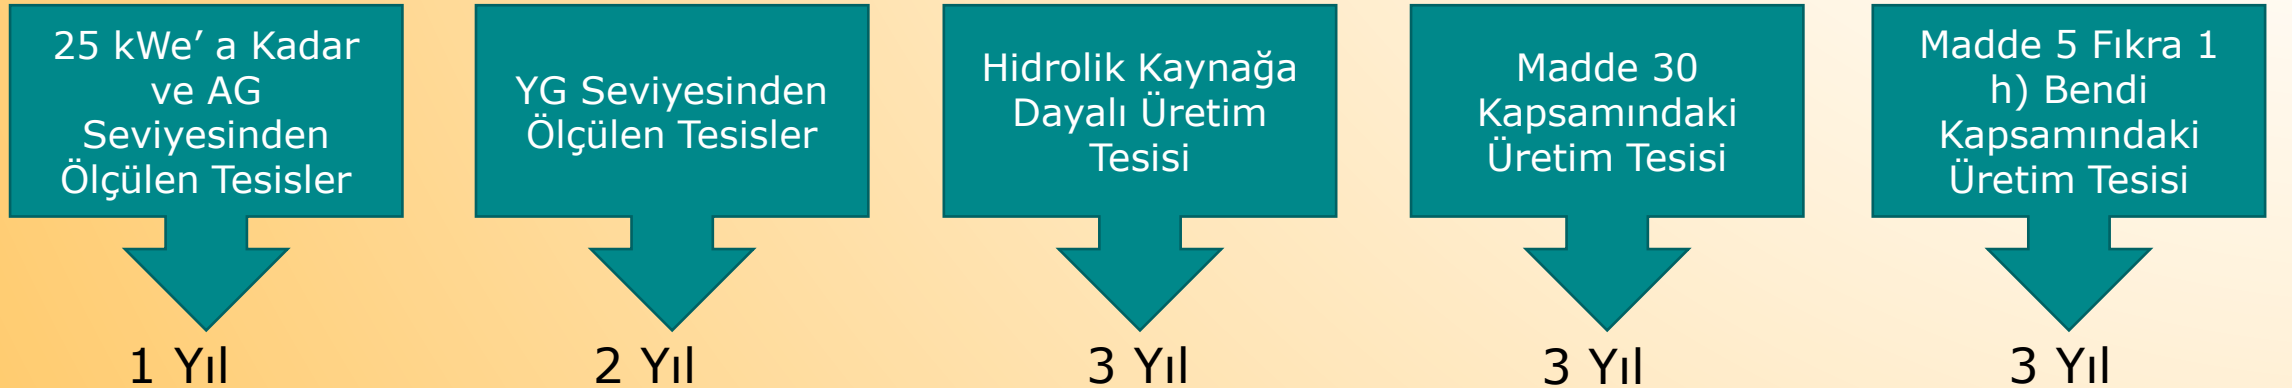 25 kWe’ a Kadar
ve AG
Seviyesinden
Ölçülen Tesisler
1 Yıl
YG Seviyesinden
Ölçülen Tesisler
2 Yıl
Hidrolik Kaynağa
Dayalı Üretim
Tesisi
3 Yıl
Madde 30
Kapsamındaki
Üretim Tesisi
3 Yıl
Madde 5 Fıkra 1
h) Bendi
Kapsamındaki
Üretim Tesisi
3 Yıl